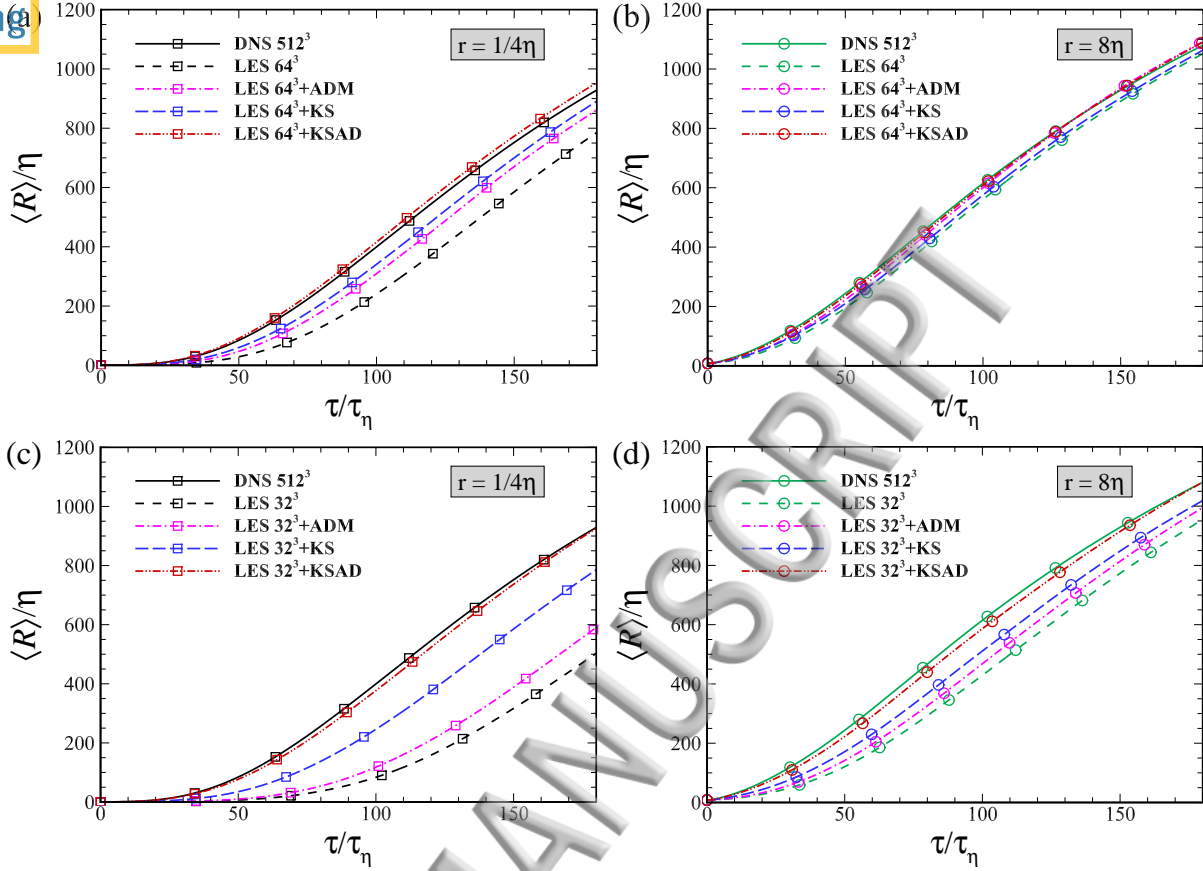 (a)
ng
1200
1000
800
600
400
200
0
0 50 100 150
⟨R⟩/η
τ/τη
DNS 512³
LES 64³
LES 64³+ADM
LES 64³+KS
LES 64³+KSAD
r = 1/4η
(b)
1200
1000
800
600
400
200
0
0 50 100 150
⟨R⟩/η
τ/τη
DNS 512³
LES 64³
LES 64³+ADM
LES 64³+KS
LES 64³+KSAD
r = 8η
(c)
1200
1000
800
600
400
200
0
0 50 100 150
⟨R⟩/η
τ/τη
DNS 512³
LES 32³
LES 32³+ADM
LES 32³+KS
LES 32³+KSAD
r = 1/4η
(d)
1200
1000
800
600
400
200
0
0 50 100 150
⟨R⟩/η
τ/τη
DNS 512³
LES 32³
LES 32³+ADM
LES 32³+KS
LES 32³+KSAD
r = 8η
ANUSCRIPT